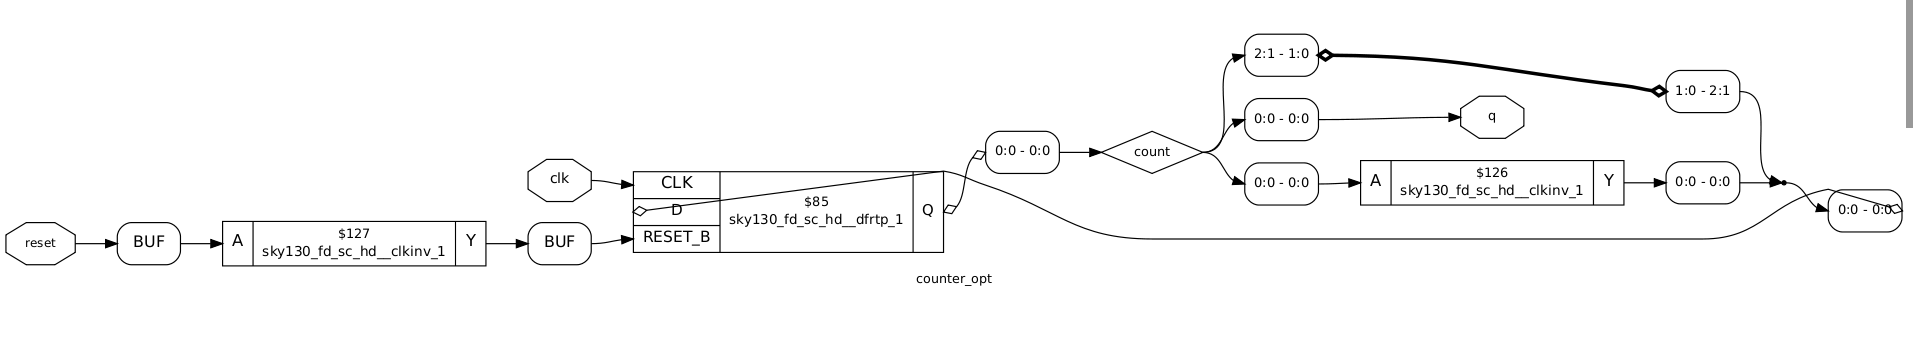 reset
BUF
A
$127
sky130_fd_sc_hd__clkinv_1
Y
clk
BUF
CLK
D
RESET_B
$85
sky130_fd_sc_hd__dfrtp_1
Q
0:0 - 0:0
count
2:1 - 1:0
0:0 - 0:0
0:0 - 0:0
q
A
$126
sky130_fd_sc_hd__clkinv_1
Y
1:0 - 2:1
0:0 - 0:0
0:0 - 0:0
counter_opt